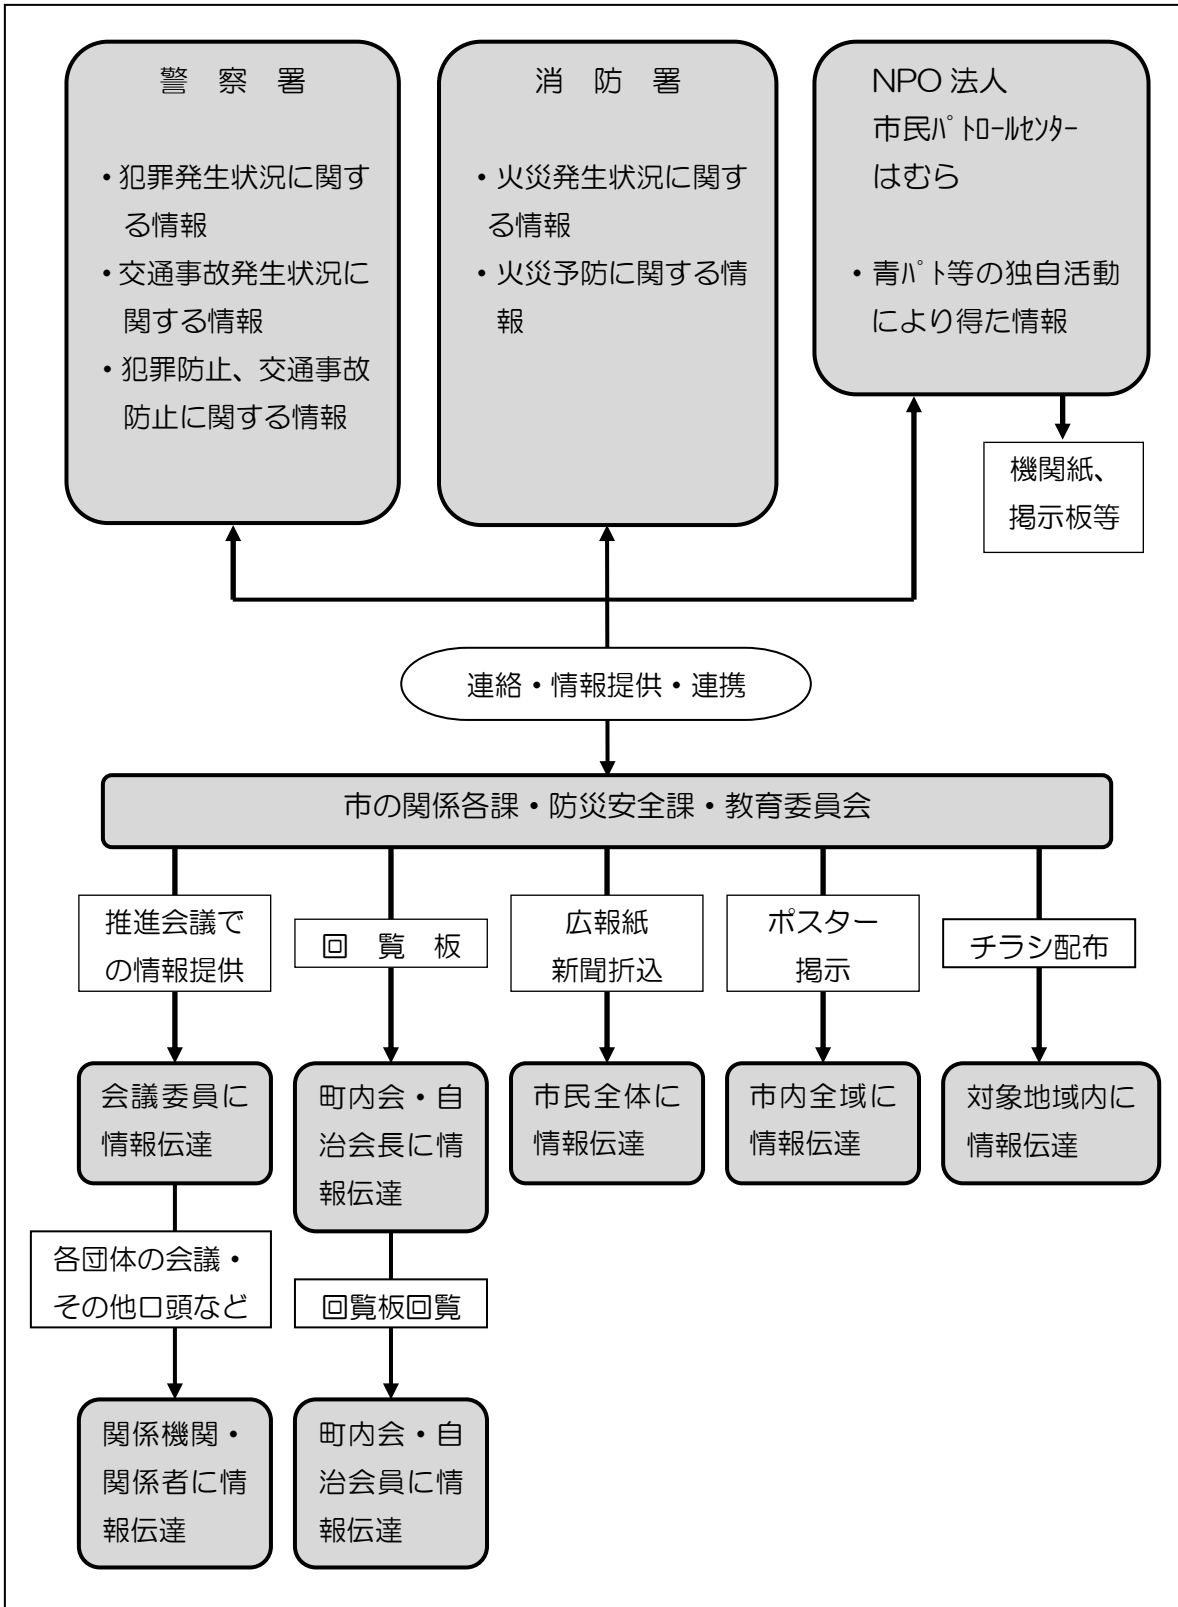 警　察　署
・犯罪発生状況に関す
る情報
・交通事故発生状況に
関する情報
・犯罪防止、交通事故
防止に関する情報
消　防　署
・火災発生状況に関す
る情報
・火災予防に関する情
報
NPO 法人
市民ﾊﾟﾄﾛｰﾙｾﾝﾀｰ
はむら
・青ﾊﾟﾄ等の独自活動
により得た情報
機関紙、
掲示板等
連絡・情報提供・連携
市の関係各課・防災安全課・教育委員会
推進会議で
の情報提供
回　覧　板
広報紙
新聞折込
ポスター
掲示
チラシ配布
会議委員に
情報伝達
町内会・自
治会長に情
報伝達
市民全体に
情報伝達
市内全域に
情報伝達
対象地域内に
情報伝達
各団体の会議・
その他口頭など
回覧板回覧
関係機関・
関係者に情
報伝達
町内会・自
治会員に情
報伝達